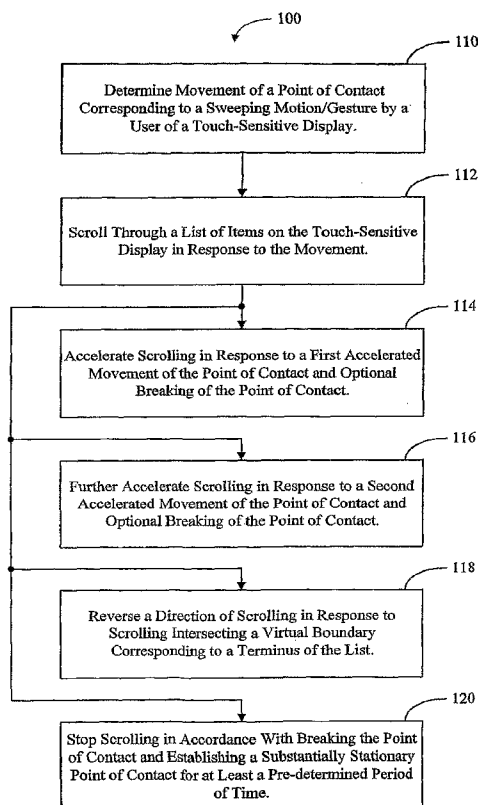 100
110
Determine Movement of a Point of Contact
Corresponding to a Sweeping Motion/Gesture by a
User of a Touch-Sensitive Display.
112
Scroll Through a List of Items on the Touch-Sensitive
Display in Response to the Movement.
114
Accelerate Scrolling in Response to a First Accelerated
Movement of the Point of Contact and Optional
Breaking of the Point of Contact.
116
Further Accelerate Scrolling in Response to a Second
Accelerated Movement of the Point of Contact and
Optional Breaking of the Point of Contact.
118
Reverse a Direction of Scrolling in Response to
Scrolling Intersecting a Virtual Boundary
Corresponding to a Terminus of the List.
120
Stop Scrolling in Accordance With Breaking the Point
of Contact and Establishing a Substantially Stationary
Point of Contact for at Least a Pre-determined Period
of Time.